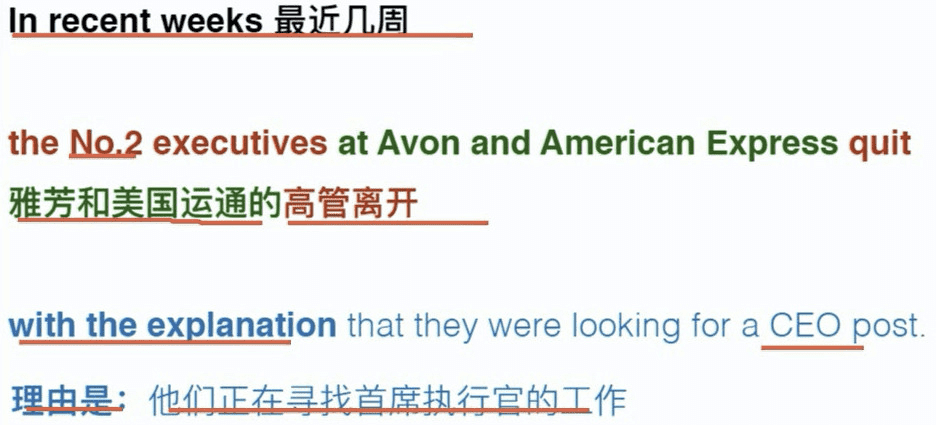 In recent weeks 最近几周
the No.2 executives at Avon and American Express quit
雅芳和美国运通的高管离开
with the explanation that they were looking for a CEO post.
理由是：他们正在寻找首席执行官的工作